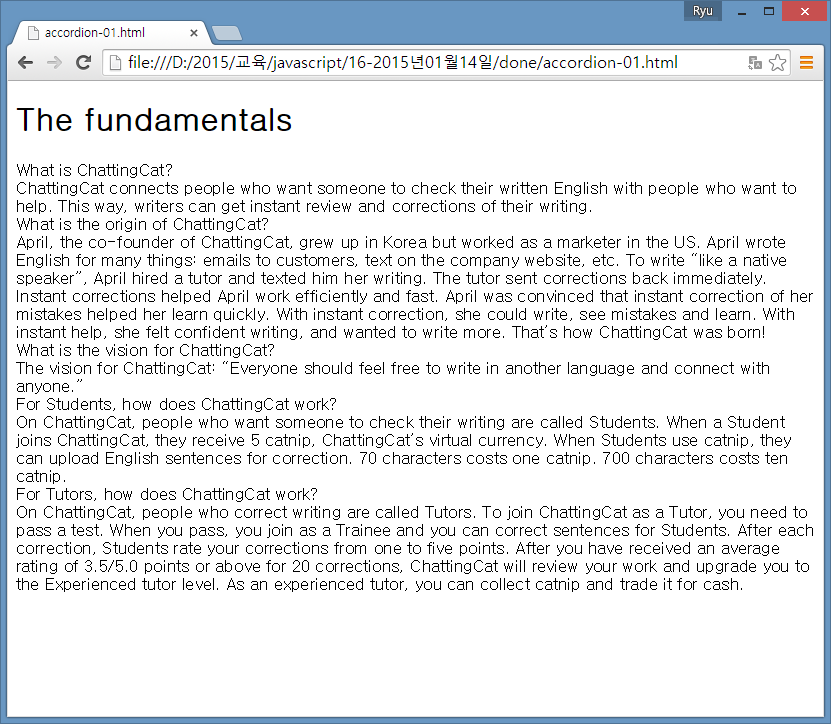 Ryu
accordion-01.html
file:///D:/2015/교육/javascript/16-2015년01월14일/done/accordion-01.html
The fundamentals
What is ChattingCat?
ChattingCat connects people who want someone to check their written English with people who want to
help. This way, writers can get instant review and corrections of their writing.
What is the origin of ChattingCat?
April, the co-founder of ChattingCat, grew up in Korea but worked as a marketer in the US. April wrote
English for many things: emails to customers, text on the company website, etc. To write “like a native
speaker”, April hired a tutor and texted him her writing. The tutor sent corrections back immediately.
Instant corrections helped April work efficiently and fast. April was convinced that instant correction of her
mistakes helped her learn quickly. With instant correction, she could write, see mistakes and learn. With
instant help, she felt confident writing, and wanted to write more. That's how ChattingCat was born!
What is the vision for ChattingCat?
The vision for ChattingCat: “Everyone should feel free to write in another language and connect with
anyone.”
For Students, how does ChattingCat work?
On ChattingCat, people who want someone to check their writing are called Students. When a Student
joins ChattingCat, they receive 5 catnip, ChattingCat's virtual currency. When Students use catnip, they
can upload English sentences for correction. 70 characters costs one catnip. 700 characters costs ten
catnip.
For Tutors, how does ChattingCat work?
On ChattingCat, people who correct writing are called Tutors. To join ChattingCat as a Tutor, you need to
pass a test. When you pass, you join as a Trainee and you can correct sentences for Students. After each
correction, Students rate your corrections from one to five points. After you have received an average
rating of 3.5/5.0 points or above for 20 corrections, ChattingCat will review your work and upgrade you to
the Experienced tutor level. As an experienced tutor, you can collect catnip and trade it for cash.